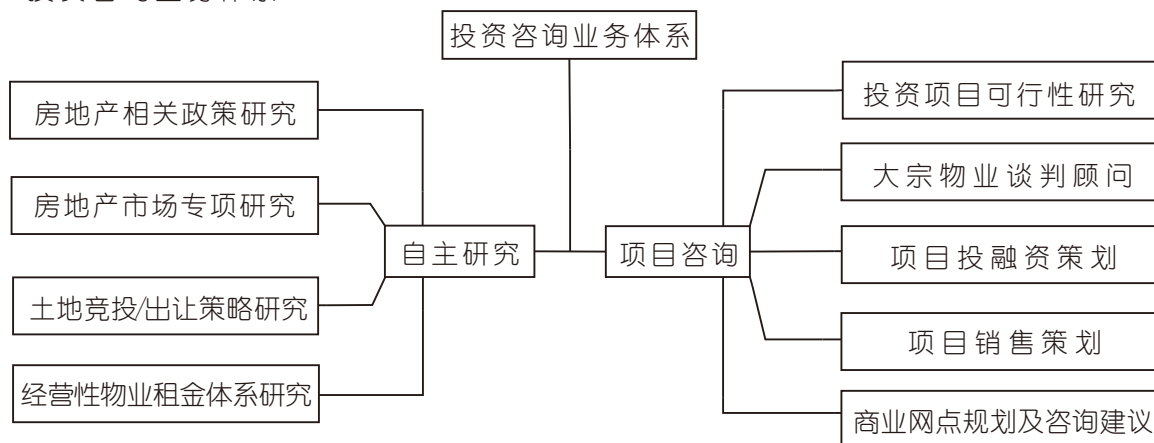 投资咨询业务体系
房地产相关政策研究
房地产市场专项研究
土地竞投/出让策略研究
经营性物业租金体系研究
自主研究
项目咨询
投资项目可行性研究
大宗物业谈判顾问
项目投融资策划
项目销售策划
商业网点规划及咨询建议